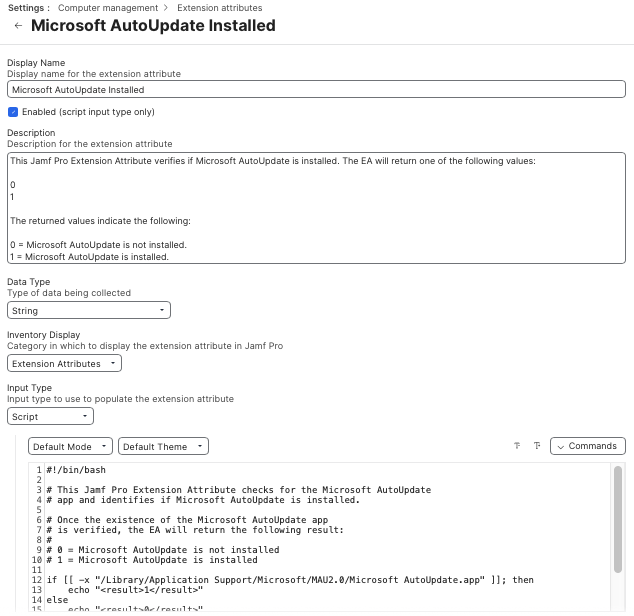 Settings : Computer management > Extension attributes
← Microsoft AutoUpdate Installed
Display Name
Display name for the extension attribute
Microsoft AutoUpdate Installed
Enabled (script input type only)
Description
Description for the extension attribute
This Jamf Pro Extension Attribute verifies if Microsoft AutoUpdate is installed. The EA will return one of the following values:
0
1
The returned values indicate the following:
0 = Microsoft AutoUpdate is not installed.
1 = Microsoft AutoUpdate is installed.
Data Type
Type of data being collected
String
Inventory Display
Category in which to display the extension attribute in Jamf Pro
Extension Attributes
Input Type
Input type to use to populate the extension attribute
Script
Default Mode Default Theme Commands
1 #!/bin/bash
2
3 # This Jamf Pro Extension Attribute checks for the Microsoft AutoUpdate
4 # app and identifies if Microsoft AutoUpdate is installed.
5
6 # Once the existence of the Microsoft AutoUpdate app
7 # is verified, the EA will return the following result:
8 #
9 # 0 = Microsoft AutoUpdate is not installed
10 # 1 = Microsoft AutoUpdate is installed
11
12 if [[ -x "/Library/Application Support/Microsoft/MAU2.0/Microsoft AutoUpdate.app" ]]; then
13 echo "<result>1</result>"
14 else
15 echo "<result>0</result>"